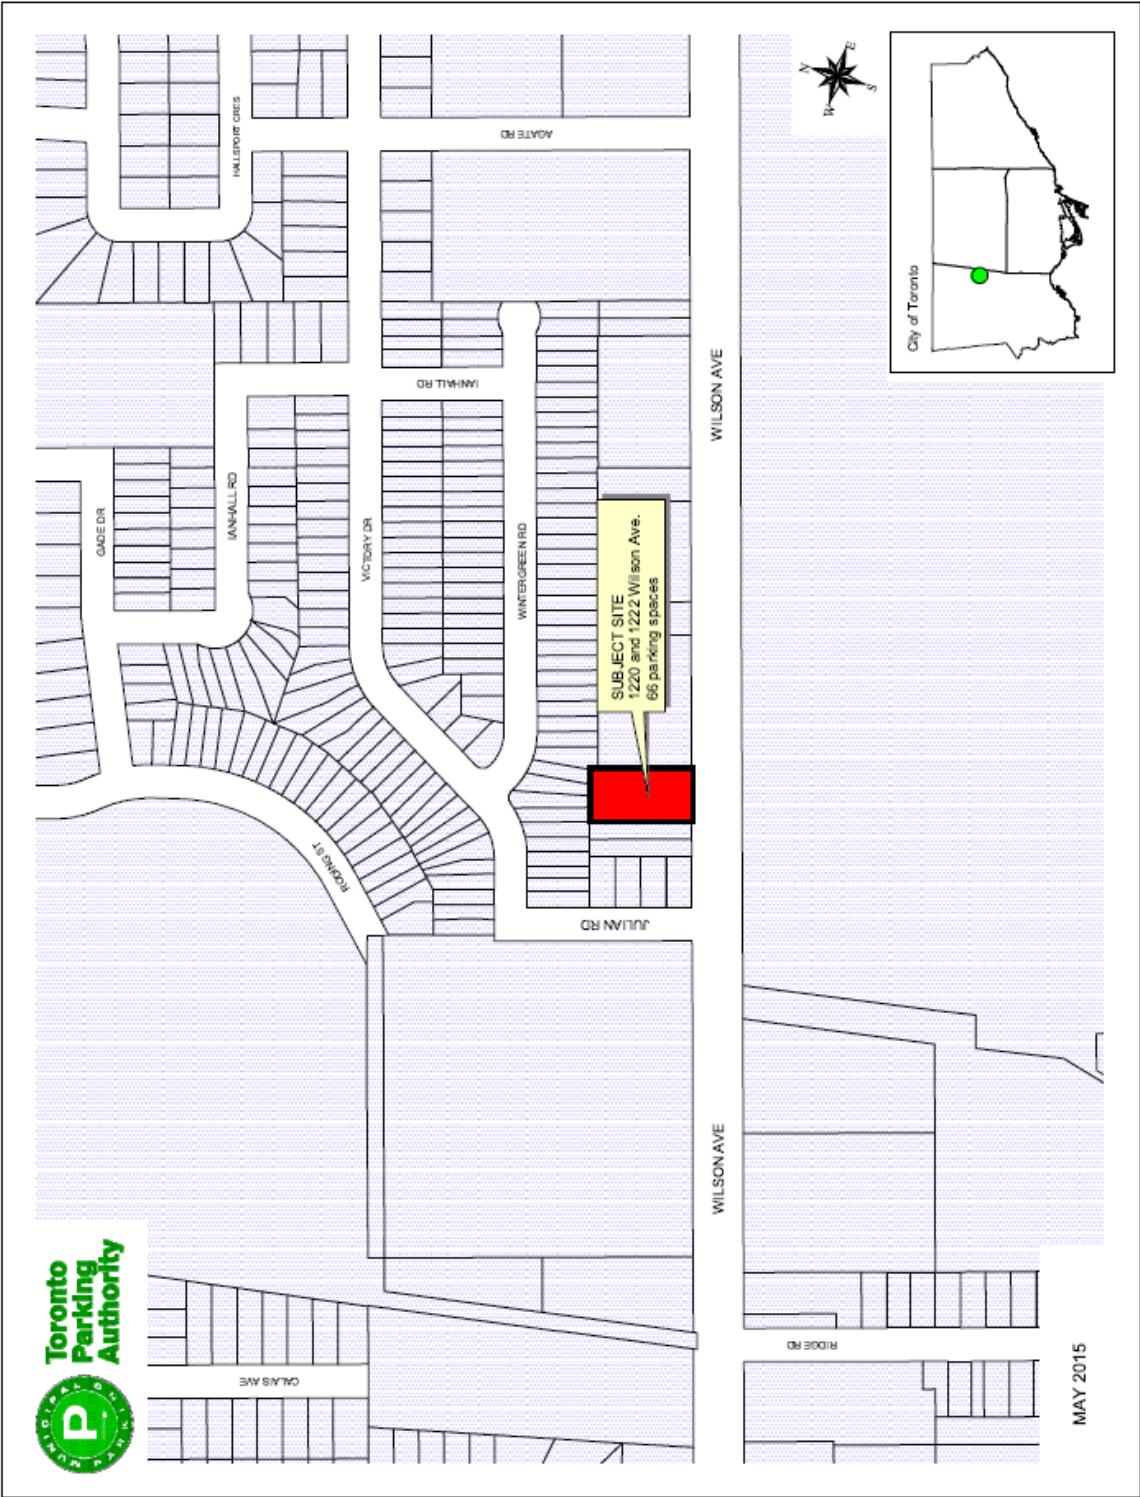 Toronto
Parking
Authority
MUNICIPAL
P
HALLSPORT CRES
AGATE RD
N
E
S
W
City of Toronto
IANHALL RD
GADE DR
IANHALL RD
VICTORY DR
WINTERGREEN RD
WILSON AVE
SUBJECT SITE
1220 and 1222 Wilson Ave.
66 parking spaces
RODING ST
JULIAN RD
WILSON AVE
CALAIS AVE
RIDGE RD
MAY 2015